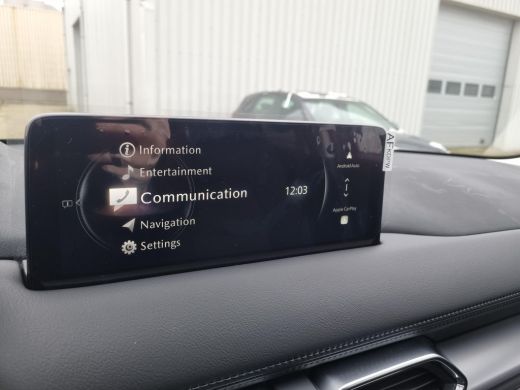 Information
Entertainment
Communication
12:03
Navigation
Settings
Android Auto
Apple CarPlay